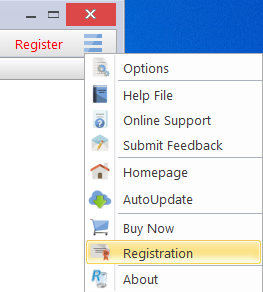 Register
Options
Help File
Online Support
Submit Feedback
Homepage
AutoUpdate
Buy Now
Registration
About